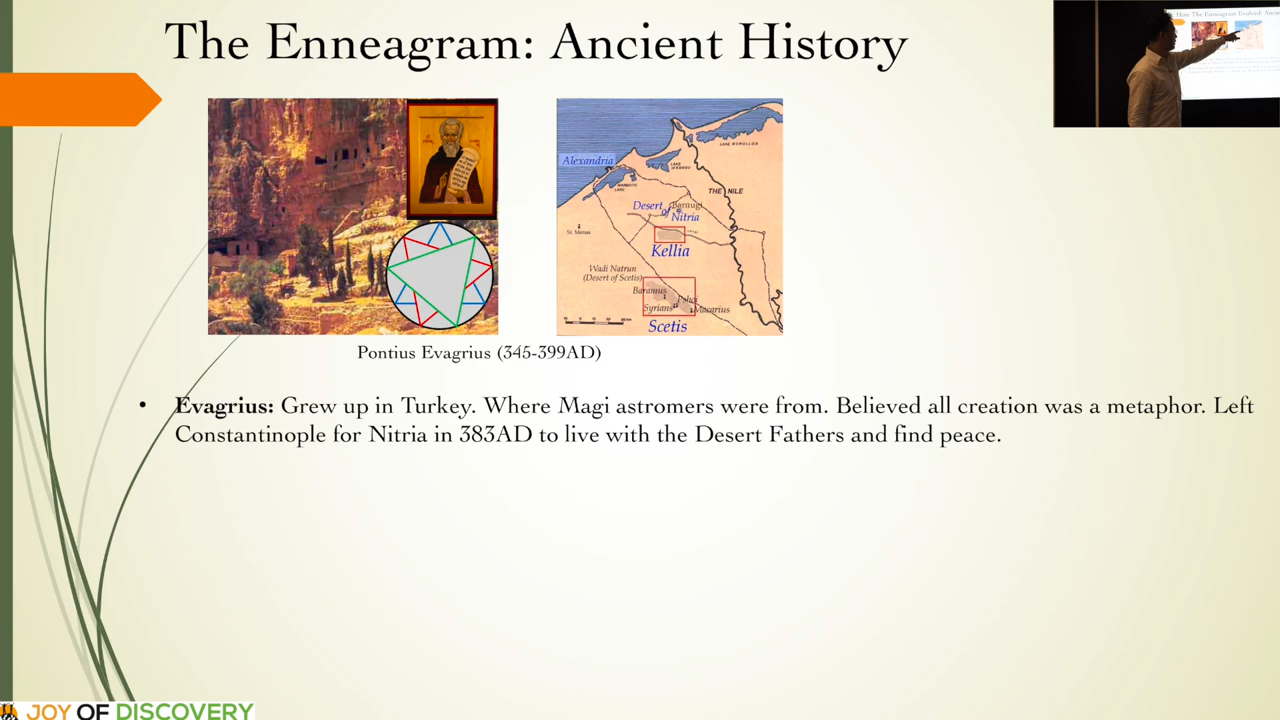 The Enneagram: Ancient History
Alexandria
LAKE BOROLLOS
THE NILE
Desert
of
Barnugi
Nitria
St. Menas
Kellia
Wadi Natrun
(Desert of Scetis)
Baramus
Syrians
Macarius
Scetis
Pontius Evagrius (345-399AD)
• Evagrius: Grew up in Turkey. Where Magi astromers were from. Believed all creation was a metaphor. Left
Constantinople for Nitria in 383AD to live with the Desert Fathers and find peace.
JOY OF DISCOVERY